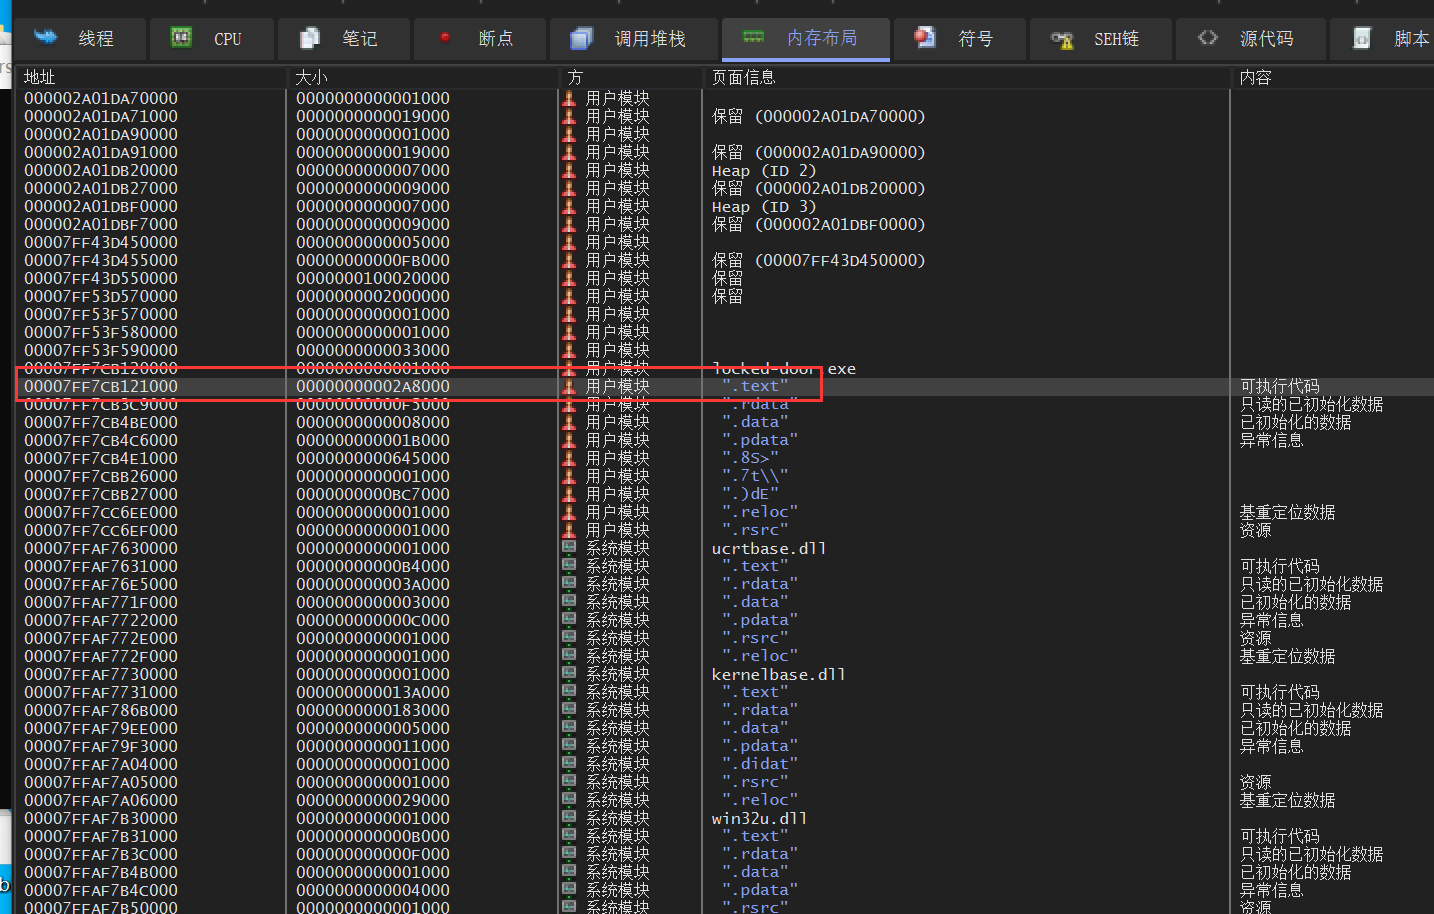 线程 CPU 笔记 断点 调用堆栈 内存布局 符号 SEH链 源代码 脚本
地址 大小 方 页面信息 内容
000002A01DA70000 0000000000001000 用户模块
000002A01DA71000 0000000000019000 用户模块 保留 (000002A01DA70000)
000002A01DA90000 0000000000001000 用户模块
000002A01DA91000 0000000000019000 用户模块 保留 (000002A01DA90000)
000002A01DB20000 0000000000007000 用户模块 Heap (ID 2)
000002A01DB27000 0000000000009000 用户模块 保留 (000002A01DB20000)
000002A01DBF0000 0000000000007000 用户模块 Heap (ID 3)
000002A01DBF7000 0000000000009000 用户模块 保留 (000002A01DBF0000)
00007FF43D450000 0000000000005000 用户模块
00007FF43D455000 00000000000FB000 用户模块 保留 (00007FF43D450000)
00007FF43D550000 0000000100020000 用户模块 保留
00007FF53D570000 0000000002000000 用户模块 保留
00007FF53F570000 0000000000001000 用户模块
00007FF53F580000 0000000000001000 用户模块
00007FF53F590000 0000000000033000 用户模块
00007FF7CB120000 0000000000001000 用户模块 locked-door.exe
00007FF7CB121000 00000000002A8000 用户模块 ".text" 可执行代码
00007FF7CB3C9000 00000000000F5000 用户模块 ".rdata" 只读的已初始化数据
00007FF7CB4BE000 0000000000008000 用户模块 ".data" 已初始化的数据
00007FF7CB4C6000 000000000001B000 用户模块 ".pdata" 异常信息
00007FF7CB4E1000 0000000000645000 用户模块 ".8S>"
00007FF7CBB26000 0000000000001000 用户模块 ".7t\\"
00007FF7CBB27000 0000000000BC7000 用户模块 ".)dE"
00007FF7CC6EE000 0000000000001000 用户模块 ".reloc" 基重定位数据
00007FF7CC6EF000 0000000000001000 用户模块 ".rsrc" 资源
00007FFAF7630000 0000000000001000 系统模块 ucrtbase.dll
00007FFAF7631000 00000000000B4000 系统模块 ".text" 可执行代码
00007FFAF76E5000 000000000003A000 系统模块 ".rdata" 只读的已初始化数据
00007FFAF771F000 0000000000003000 系统模块 ".data" 已初始化的数据
00007FFAF7722000 000000000000C000 系统模块 ".pdata" 异常信息
00007FFAF772E000 0000000000001000 系统模块 ".rsrc" 资源
00007FFAF772F000 0000000000001000 系统模块 ".reloc" 基重定位数据
00007FFAF7730000 0000000000001000 系统模块 kernelbase.dll
00007FFAF7731000 000000000013A000 系统模块 ".text" 可执行代码
00007FFAF786B000 0000000000183000 系统模块 ".rdata" 只读的已初始化数据
00007FFAF79EE000 0000000000005000 系统模块 ".data" 已初始化的数据
00007FFAF79F3000 0000000000011000 系统模块 ".pdata" 异常信息
00007FFAF7A04000 0000000000001000 系统模块 ".didat"
00007FFAF7A05000 0000000000001000 系统模块 ".rsrc" 资源
00007FFAF7A06000 0000000000029000 系统模块 ".reloc" 基重定位数据
00007FFAF7B30000 0000000000001000 系统模块 win32u.dll
00007FFAF7B31000 000000000000B000 系统模块 ".text" 可执行代码
00007FFAF7B3C000 000000000000F000 系统模块 ".rdata" 只读的已初始化数据
00007FFAF7B4B000 0000000000001000 系统模块 ".data" 已初始化的数据
00007FFAF7B4C000 0000000000004000 系统模块 ".pdata" 异常信息
00007FFAF7B50000 0000000000001000 系统模块 ".rsrc" 资源